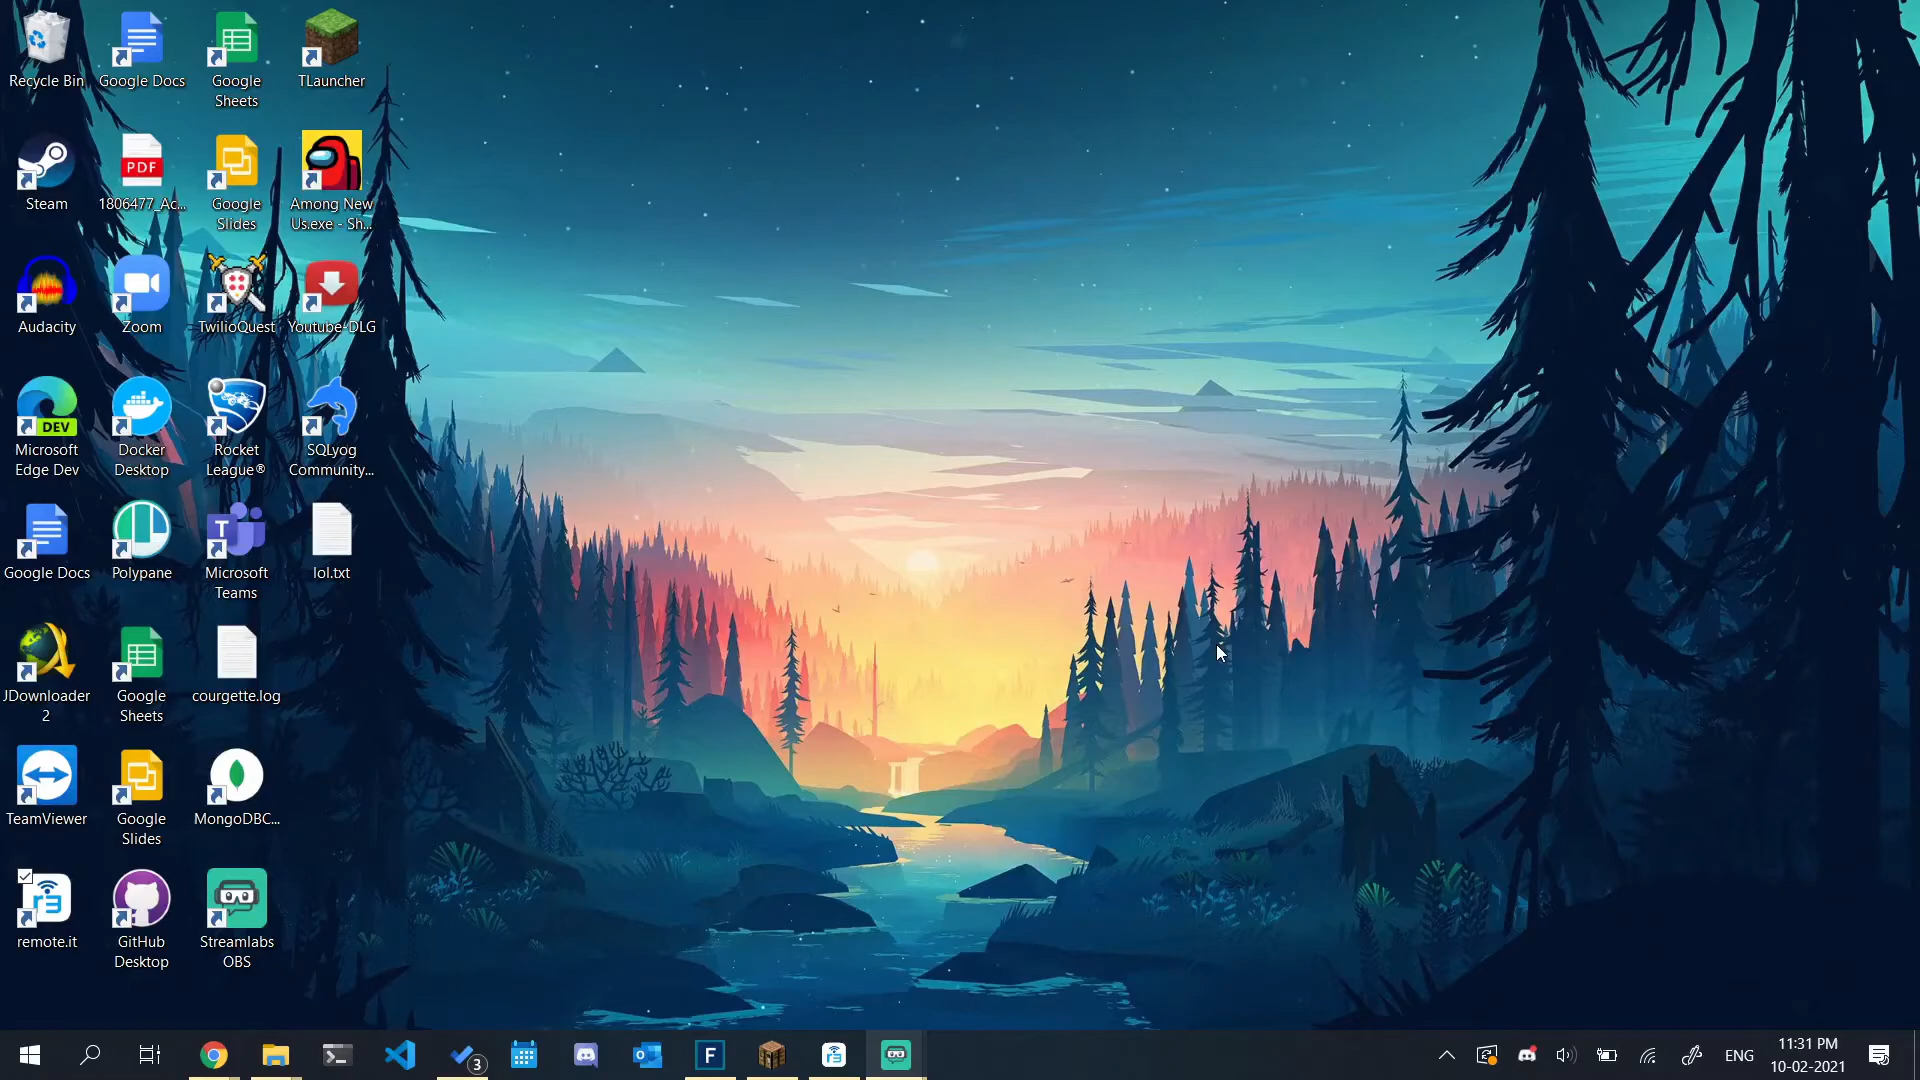 Recycle Bin
Google Docs
Google
Sheets
TLauncher
Steam
PDF
1806477_Ac...
Google
Slides
Among New
Us.exe - Sh...
Audacity
Zoom
TwilioQuest
Youtube-DLG
DEV
Microsoft
Edge Dev
Docker
Desktop
Rocket
League®
SQLyog
Community...
Google Docs
Polypane
T
Microsoft
Teams
lol.txt
JDownloader
2
Google
Sheets
courgette.log
TeamViewer
Google
Slides
MongoDBC...
r3
remote.it
GitHub
Desktop
Streamlabs
OBS
3
F
r3
ENG
11:31 PM
10-02-2021